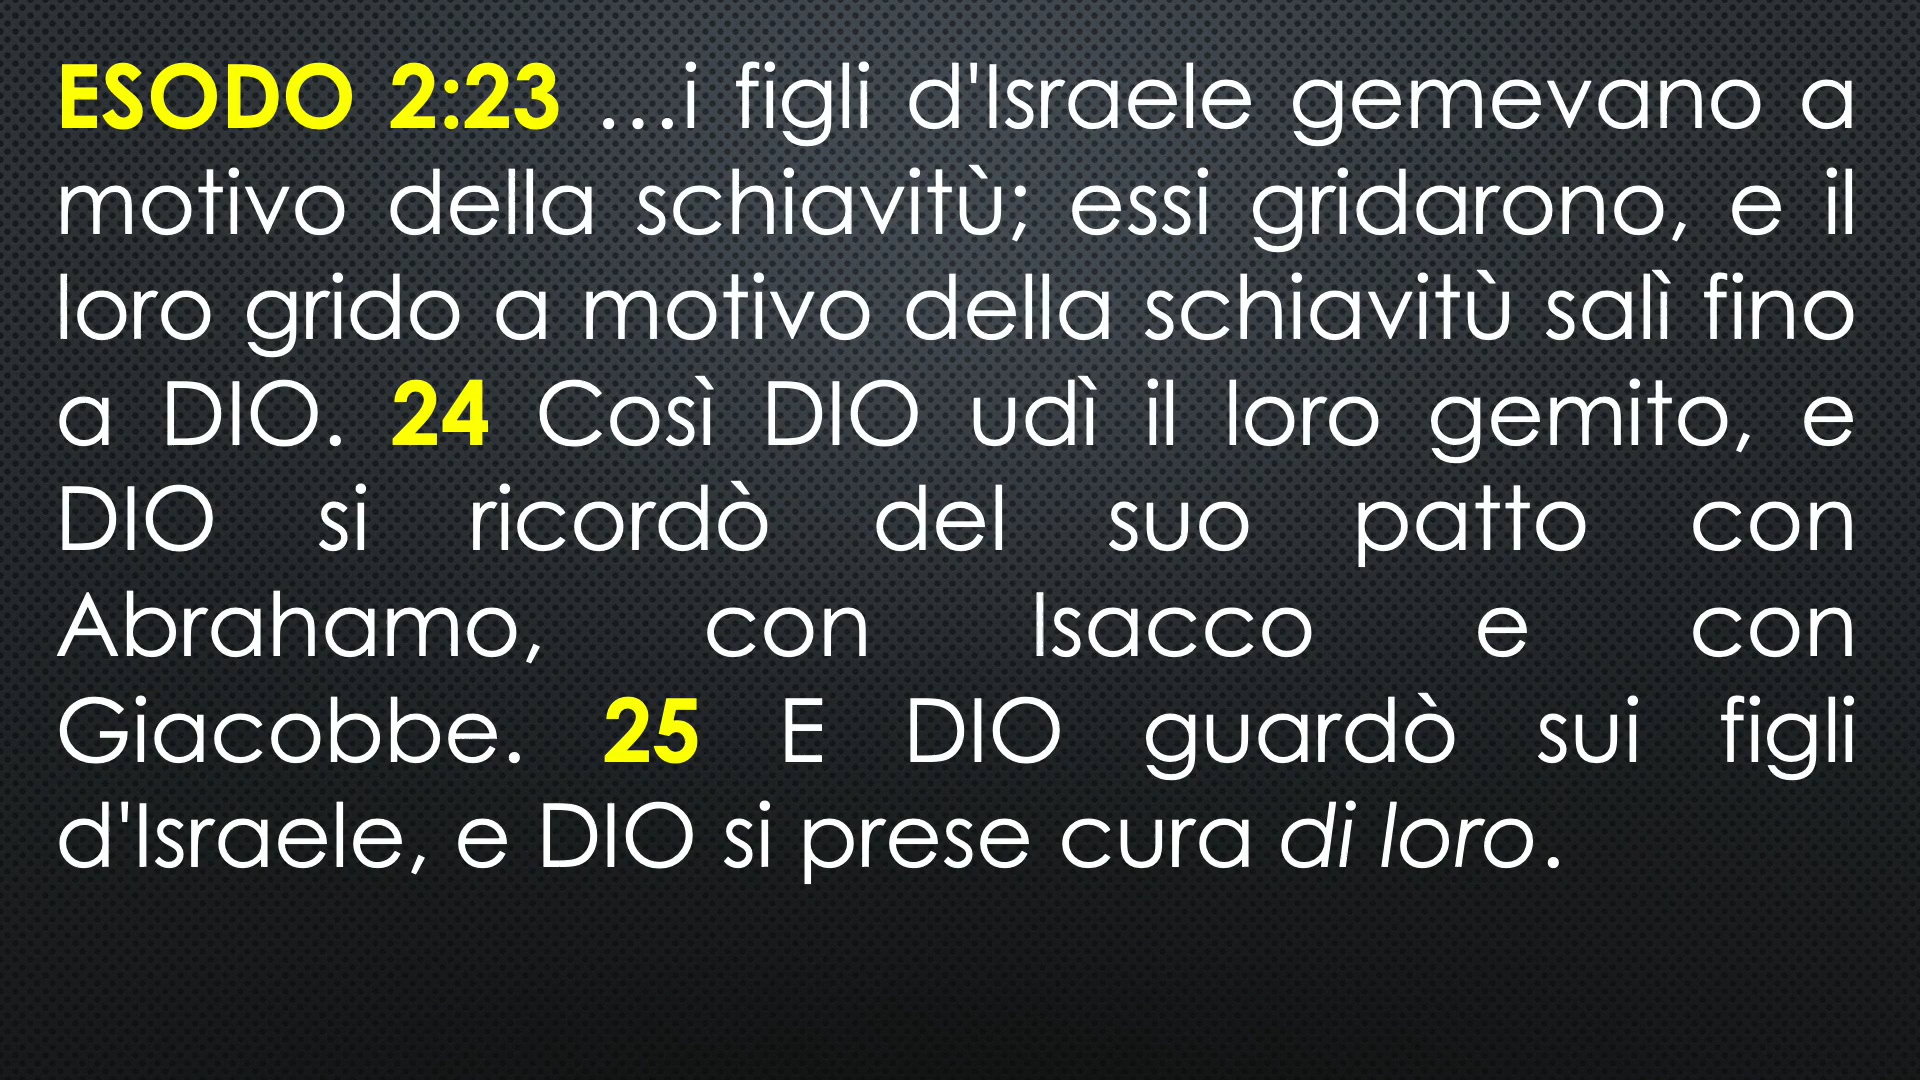 ESODO 2:23 …i figli d'Israele gemevano a
motivo della schiavitù; essi gridarono, e il
loro grido a motivo della schiavitù salì fino
a DIO. 24 Così DIO udì il loro gemito, e
DIO si ricordò del suo patto con
Abrahamo, con Isacco e con
Giacobbe. 25 E DIO guardò sui figli
d'Israele, e DIO si prese cura di loro.